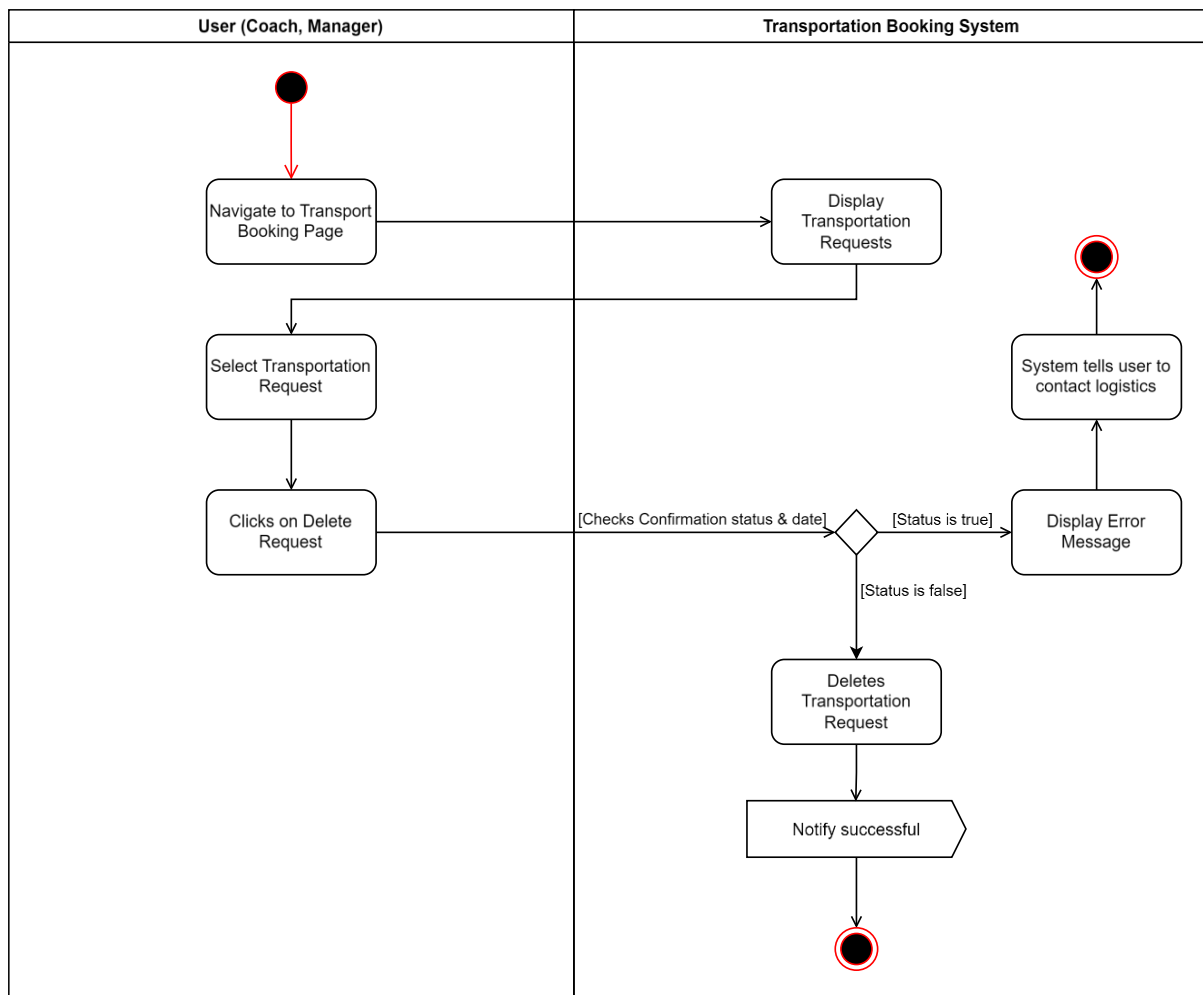 User (Coach, Manager)
Transportation Booking System
Navigate to Transport
Booking Page
Display
Transportation
Requests
Select Transportation
Request
System tells user to
contact logistics
Clicks on Delete
Request
[Checks Confirmation status & date]
[Status is true]
Display Error
Message
[Status is false]
Deletes
Transportation
Request
Notify successful